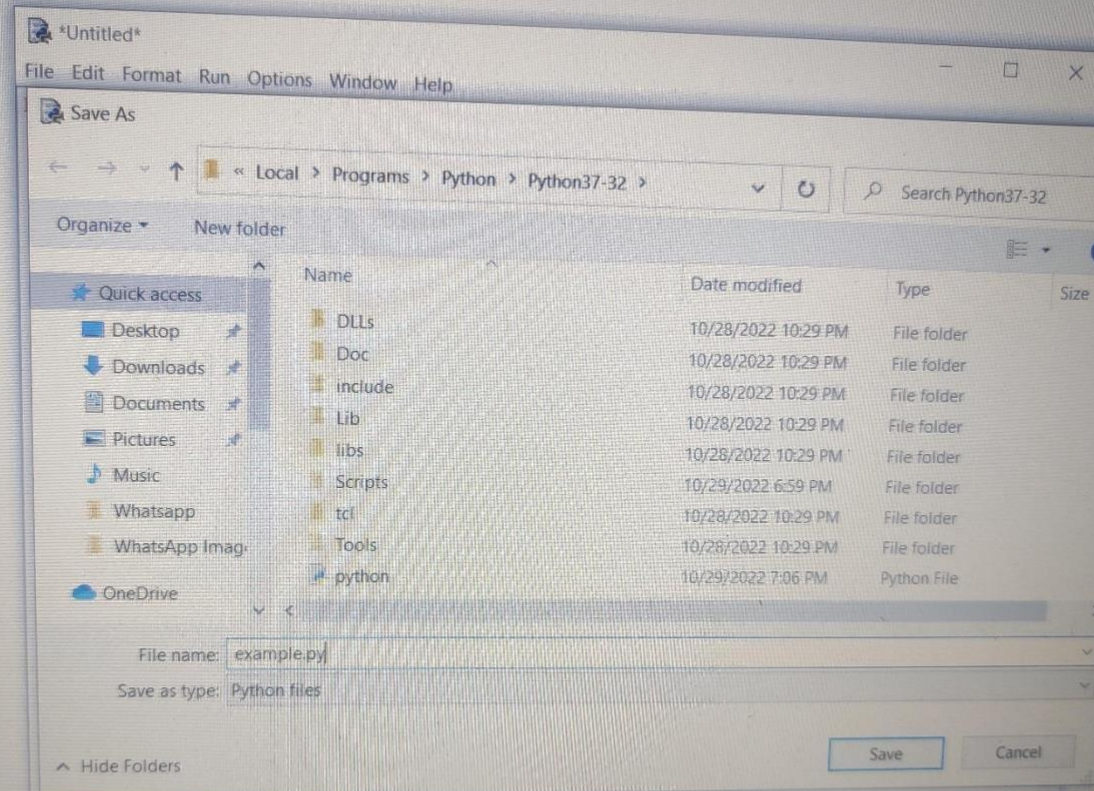 *Untitled*
File Edit Format Run Options Window Help
Save As
« Local > Programs > Python > Python37-32 >
Search Python37-32
Organize New folder
Name Date modified Type Size
Quick access
Desktop
Downloads
Documents
Pictures
Music
Whatsapp
WhatsApp Imag
OneDrive
DLLs 10/28/2022 10:29 PM File folder
Doc 10/28/2022 10:29 PM File folder
include 10/28/2022 10:29 PM File folder
Lib 10/28/2022 10:29 PM File folder
libs 10/28/2022 10:29 PM File folder
Scripts 10/29/2022 6:59 PM File folder
tcl 10/28/2022 10:29 PM File folder
Tools 10/28/2022 10:29 PM File folder
python 10/29/2022 7:06 PM Python File
File name: example.py
Save as type: Python files
Hide Folders
Save Cancel